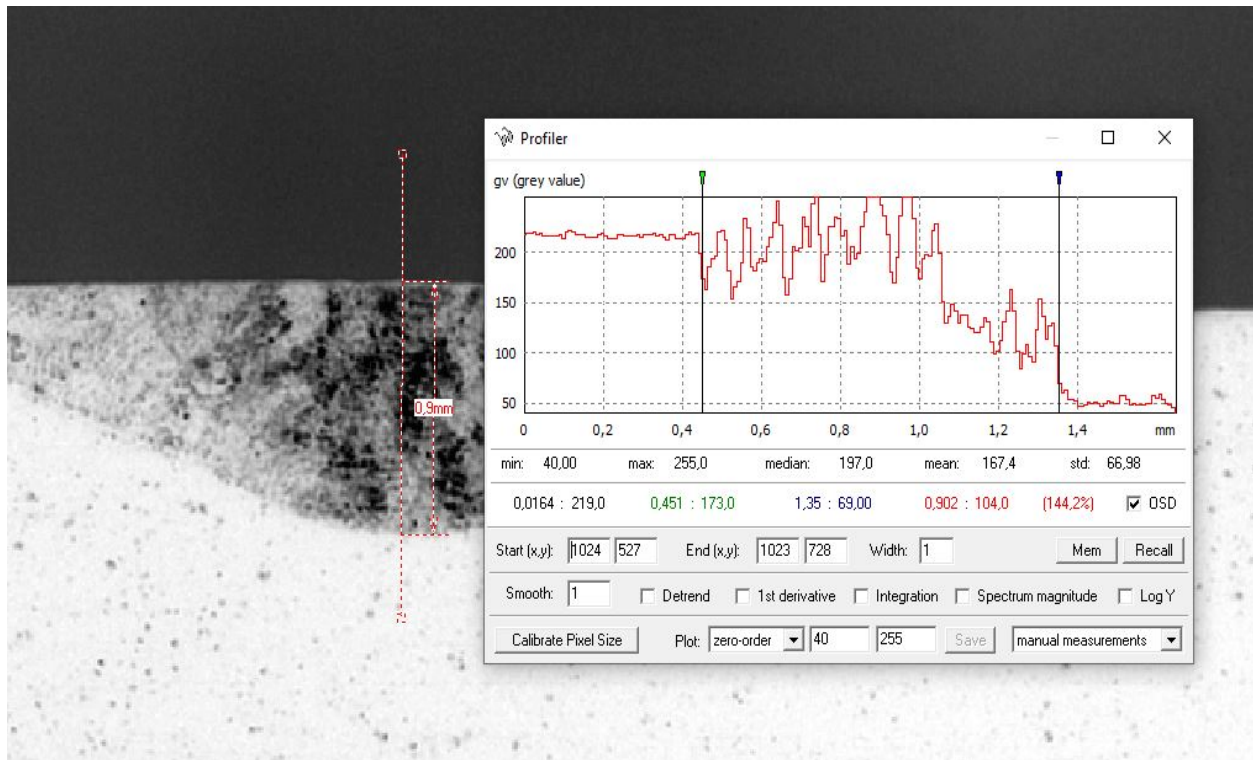 Profiler
gv (grey value)
200
150
100
50
0 0,2 0,4 0,6 0,8 1,0 1,2 1,4 mm
0,9mm
min: 40,00 max: 255,0 median: 197,0 mean: 167,4 std: 66,98
0,0164 : 219,0 0,451 : 173,0 1,35 : 69,00 0,902 : 104,0 (144,2%) OSD
Start (x,y): 1024 527 End (x,y): 1023 728 Width: 1 Mem Recall
Smooth: 1 Detrend 1st derivative Integration Spectrum magnitude Log Y
Calibrate Pixel Size Plot: zero-order 40 255 Save manual measurements